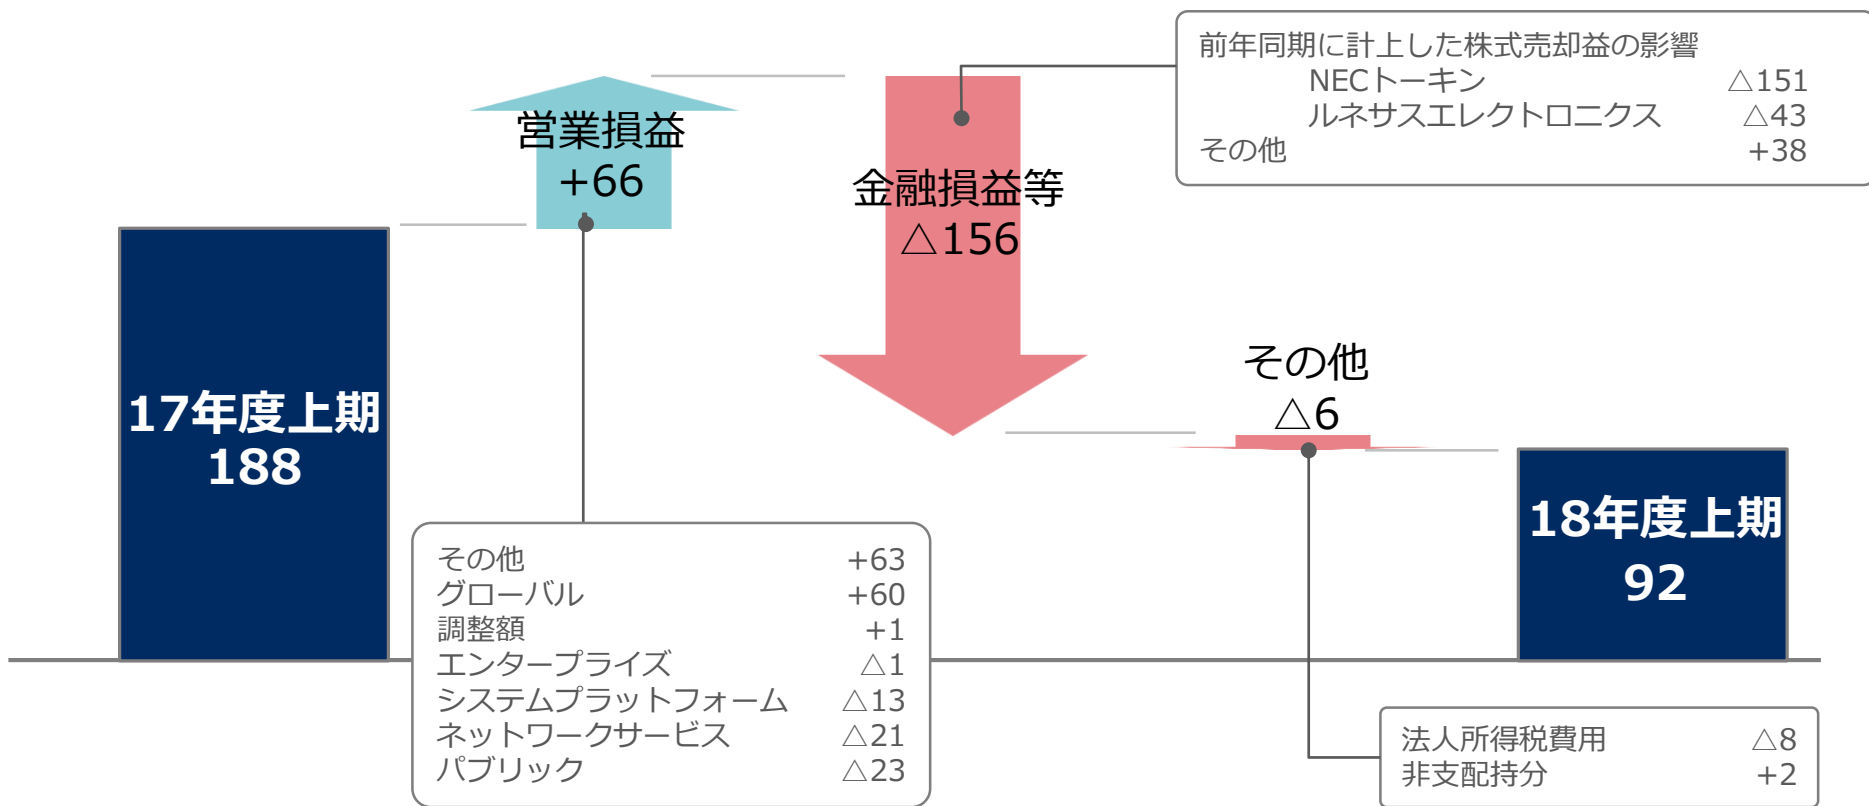 前年同期に計上した株式売却益の影響
NECトーキン △151
ルネサスエレクトロニクス △43
その他 +38
営業損益
+66
金融損益等
△156
その他
△6
17年度上期
188
18年度上期
92
その他 +63
グローバル +60
調整額 +1
エンタープライズ △1
システムプラットフォーム △13
ネットワークサービス △21
パブリック △23
法人所得税費用 △8
非支配持分 +2